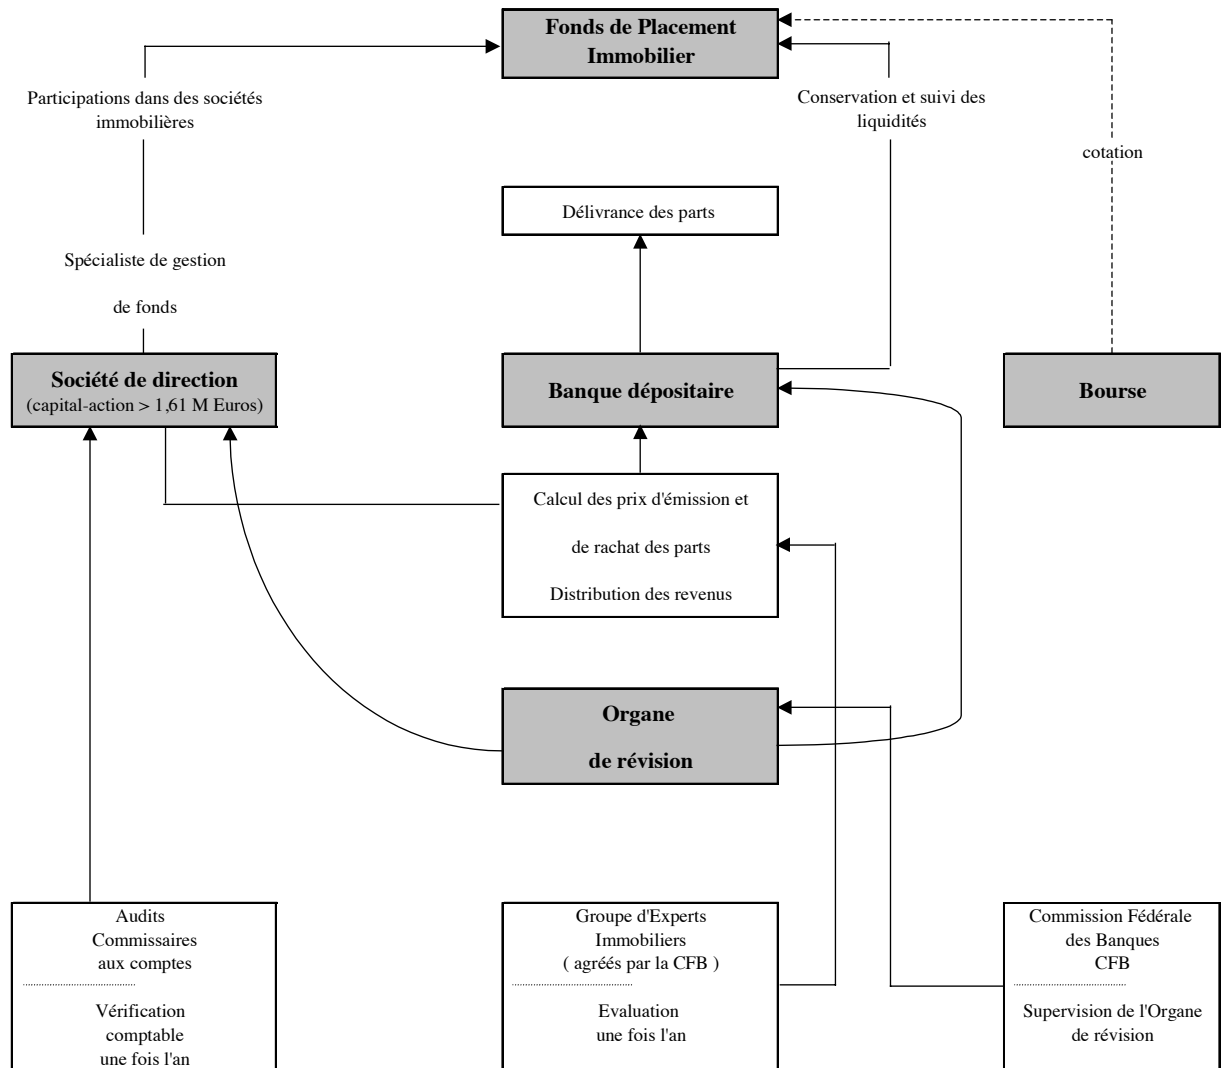 Fonds de Placement
Immobilier
Participations dans des sociétés
immobilières
Conservation et suivi des
liquidités
cotation
Délivrance des parts
Spécialiste de gestion
de fonds
Société de direction
(capital-action > 1,61 M Euros)
Banque dépositaire
Bourse
Calcul des prix d'émission et
de rachat des parts
Distribution des revenus
Organe
de révision
Audits
Commissaires
aux comptes
Vérification
comptable
une fois l'an
Groupe d'Experts
Immobiliers
( agréés par la CFB )
Evaluation
une fois l'an
Commission Fédérale
des Banques
CFB
Supervision de l'Organe
de révision